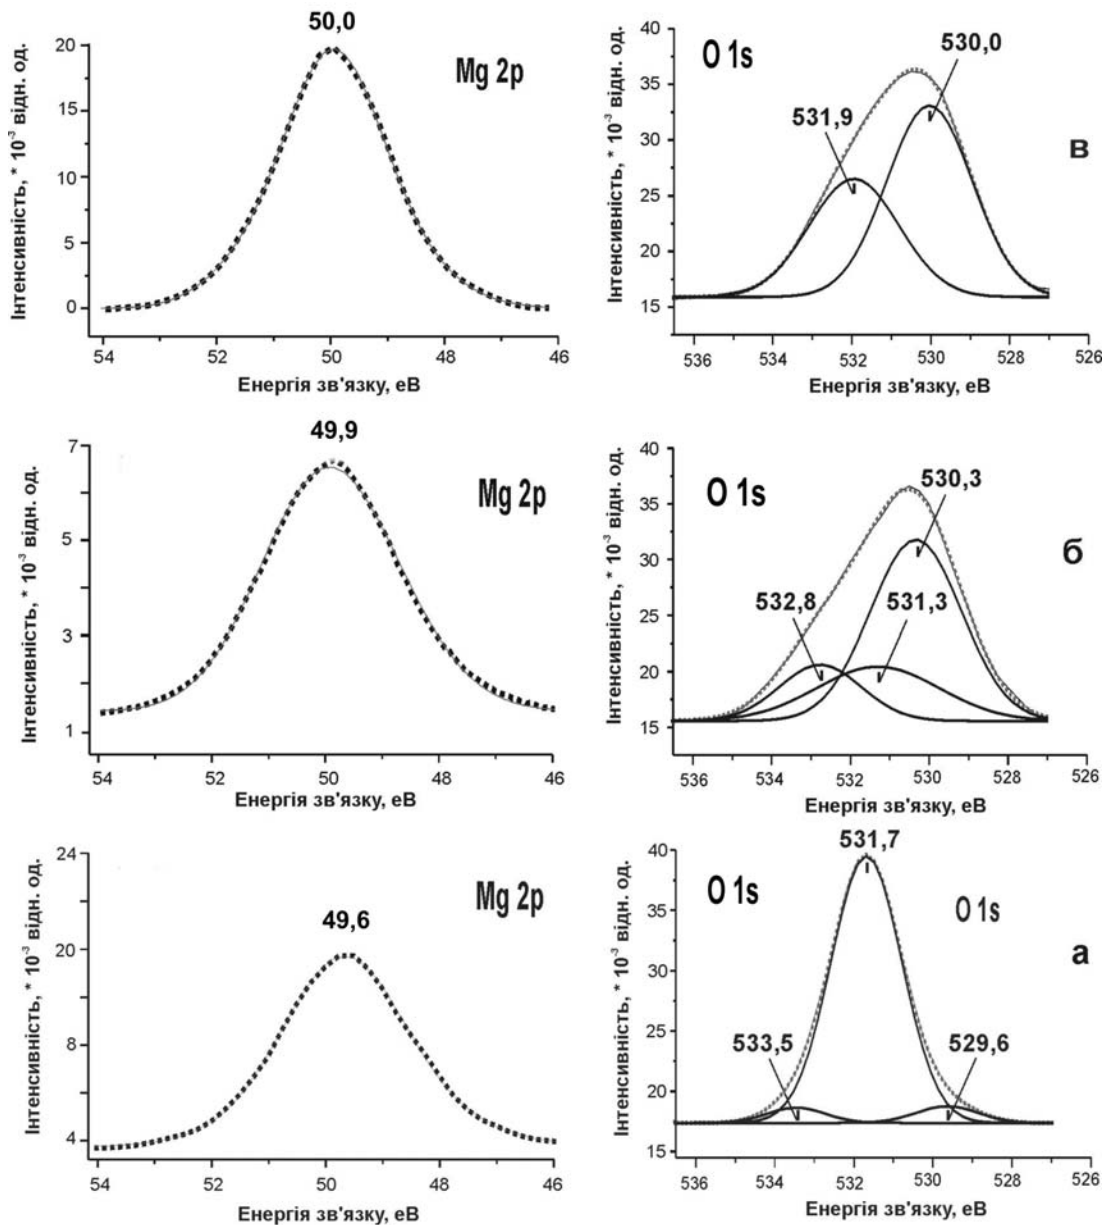 50,0
Mg 2p
Інтенсивність, * 10⁻³ відн. од.
20
15
10
5
0
54 52 50 48 46
Енергія зв'язку, еВ
O 1s
530,0
531,9
в
Інтенсивність, * 10⁻³ відн. од.
40
35
30
25
20
15
536 534 532 530 528 526
Енергія зв'язку, еВ
49,9
Mg 2p
Інтенсивність, * 10⁻³ відн. од.
7
5
3
1
54 52 50 48 46
Енергія зв'язку, еВ
O 1s
530,3
532,8
531,3
б
Інтенсивність, * 10⁻³ відн. од.
40
35
30
25
20
15
536 534 532 530 528 526
Енергія зв'язку, еВ
49,6
Mg 2p
Інтенсивність, * 10⁻³ відн. од.
24
20
8
4
54 52 50 48 46
Енергія зв'язку, еВ
531,7
O 1s
O 1s
533,5
529,6
а
Інтенсивність, * 10⁻³ відн. од.
40
35
30
25
20
15
536 534 532 530 528 526
Енергія зв'язку, еВ